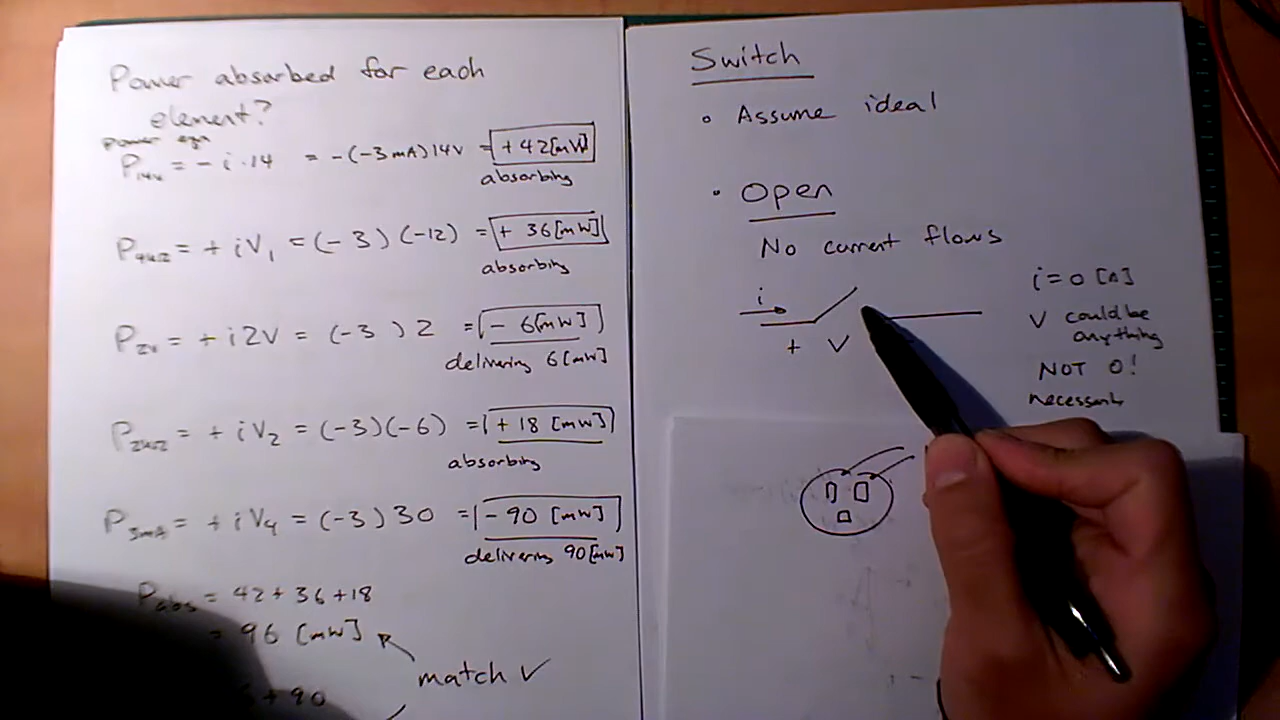 Power absorbed for each
element?
power eqn
P14V = - i · 14 = -(-3mA)14V = +42[mW]
absorbing
P4kΩ = + iV1 = (-3)(-12) = + 36[mW]
absorbing
P2V = + i2V = (-3)2 = - 6[mW]
delivering 6[mW]
P2kΩ = + iV2 = (-3)(-6) = + 18 [mW]
absorbing
P3mA = + iV4 = (-3)30 = - 90 [mW]
delivering 90[mW]
Pabs = 42 + 36 + 18
= 96 [mW]
match ✓
+ 90
Switch
• Assume ideal
• Open
No current flows
i
+ V
i = 0 [A]
V could be
anything
NOT 0!
necessarily